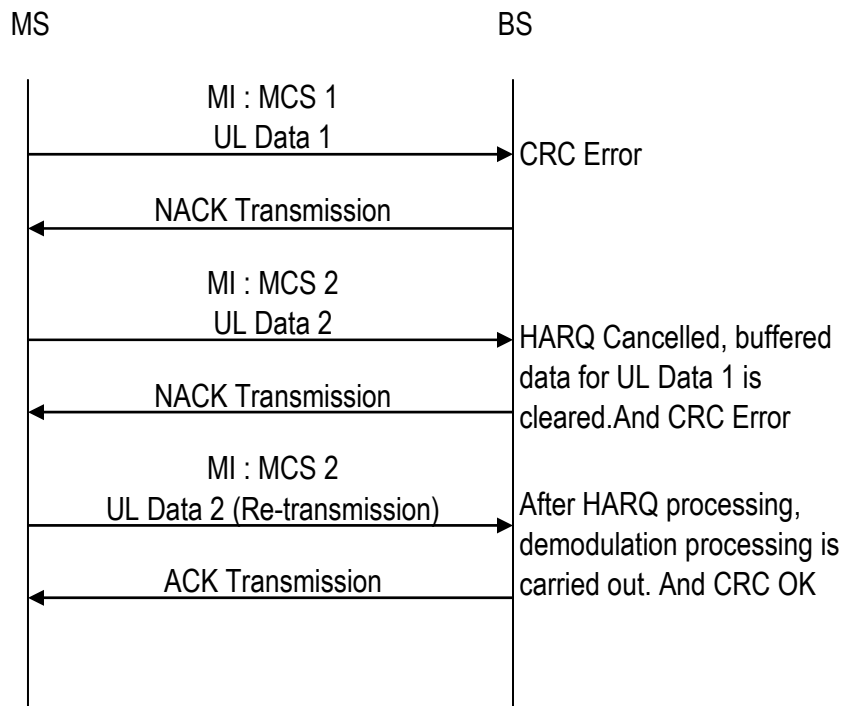 MS
BS
MI : MCS 1
UL Data 1
CRC Error
NACK Transmission
MI : MCS 2
UL Data 2
HARQ Cancelled, buffered
data for UL Data 1 is
cleared.And CRC Error
NACK Transmission
MI : MCS 2
UL Data 2 (Re-transmission)
After HARQ processing,
demodulation processing is
carried out. And CRC OK
ACK Transmission